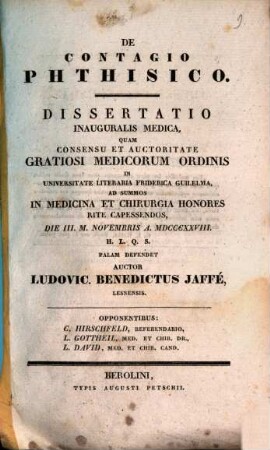 DE
CONTAGIO
PHTHISICO.
DISSERTATIO
INAUGURALIS MEDICA,
QUAM
CONSENSU ET AUCTORITATE
GRATIOSI MEDICORUM ORDINIS
IN
UNIVERSITATE LITERARIA FRIDERICA GUILELMIA,
AD SUMMOS
IN MEDICINA ET CHIRURGIA HONORES
RITE CAPESSENDOS,
DIE III. M. NOVEMBRIS A. MDCCCXXVIII.
H. L. Q. S.
PALAM DEFENDET
AUCTOR
LUDOVIC. BENEDICTUS JAFFÉ,
LESNENSIS.
OPPONENTIBUS:
C. HIRSCHFELD, REFERENDARIO,
L. GOTTHEIL, MED. ET CHIR. DR.,
L. DAVID, MED. ET CHIR. CAND.
BEROLINI,
TYPIS AUGUSTI PETSCHII.